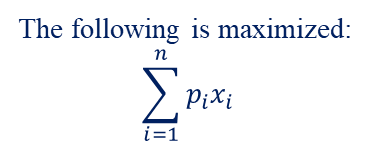 The following is maximized:
n
∑ pᵢxᵢ
i=1